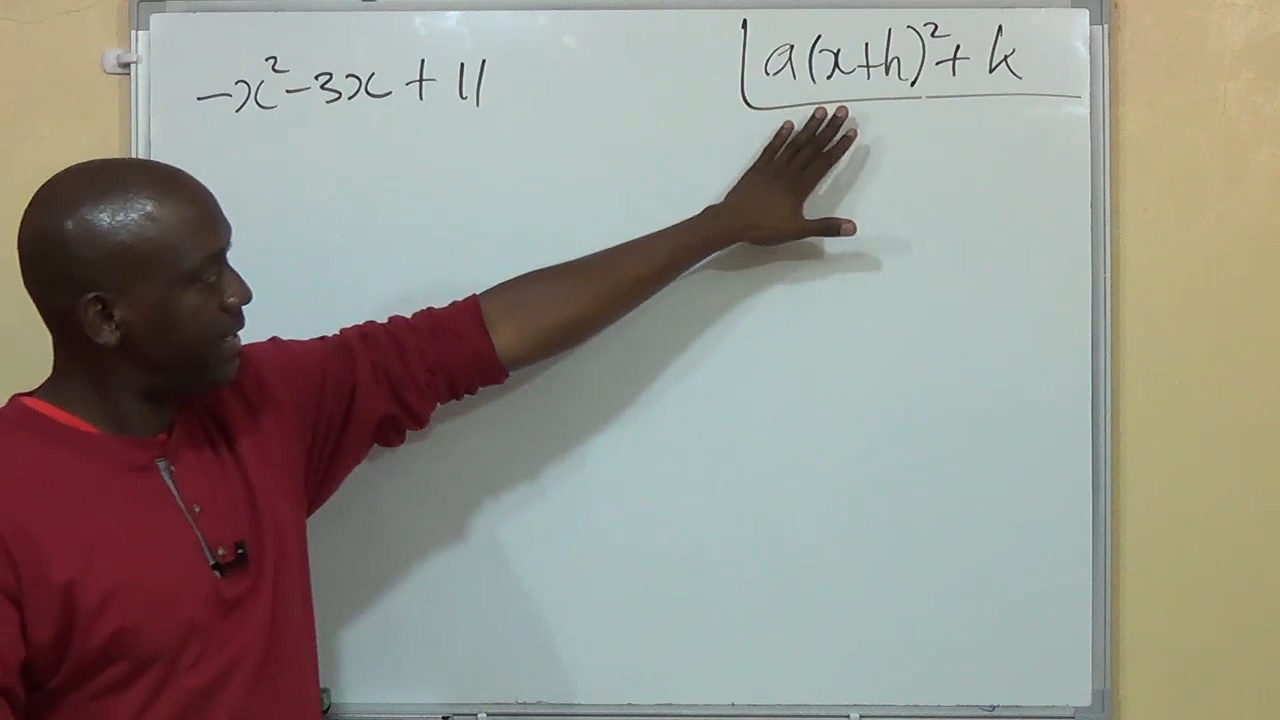 -x² - 3x + 11
a(x+h)² + k